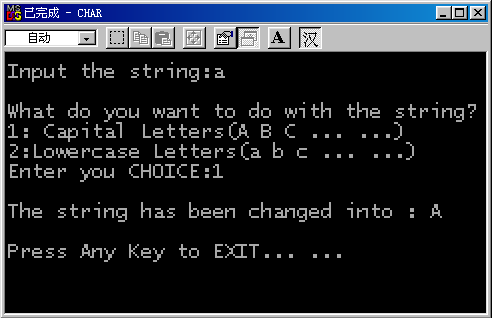 已完成 - CHAR
自动
A
汉
Input the string:a
What do you want to do with the string?
1: Capital Letters(A B C ... ...)
2:Lowercase Letters(a b c ... ...)
Enter you CHOICE:1
The string has been changed into : A
Press Any Key to EXIT... ...